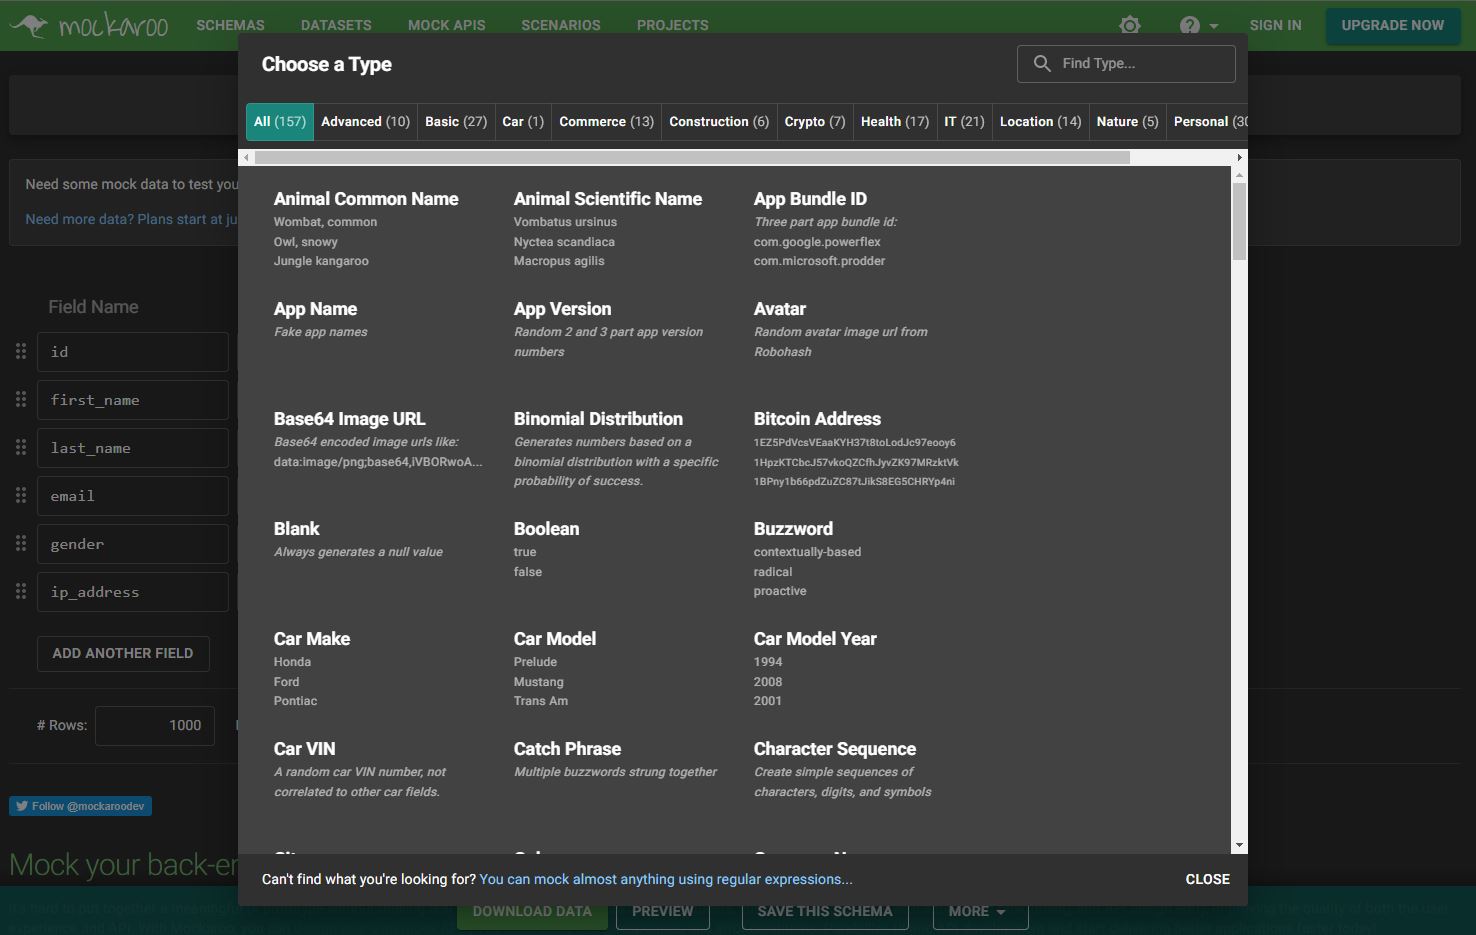 mockaroo SCHEMAS DATASETS MOCK APIS SCENARIOS PROJECTS SIGN IN UPGRADE NOW
Choose a Type
Find Type...
All (157) Advanced (10) Basic (27) Car (1) Commerce (13) Construction (6) Crypto (7) Health (17) IT (21) Location (14) Nature (5) Personal (30
Need some mock data to test you
Need more data? Plans start at ju
Field Name
id
first_name
last_name
email
gender
ip_address
ADD ANOTHER FIELD
# Rows: 1000
Follow @mockaroodev
Mock your back-en
Animal Common Name
Wombat, common
Owl, snowy
Jungle kangaroo
Animal Scientific Name
Vombatus ursinus
Nyctea scandiaca
Macropus agilis
App Bundle ID
Three part app bundle id:
com.google.powerflex
com.microsoft.prodder
App Name
Fake app names
App Version
Random 2 and 3 part app version
numbers
Avatar
Random avatar image url from
Robohash
Base64 Image URL
Base64 encoded image urls like:
data:image/png;base64,iVBORwoA...
Binomial Distribution
Generates numbers based on a
binomial distribution with a specific
probability of success.
Bitcoin Address
1EZ5PdVcsVEaaKYH37t8toLodJc97eooy6
1HpzKTCbcJ57vkoQZCfhJyvZK97MRzktVk
1BPny1b66pdZuZC87tJikS8EG5CHRYp4ni
Blank
Always generates a null value
Boolean
true
false
Buzzword
contextually-based
radical
proactive
Car Make
Honda
Ford
Pontiac
Car Model
Prelude
Mustang
Trans Am
Car Model Year
1994
2008
2001
Car VIN
A random car VIN number, not
correlated to other car fields.
Catch Phrase
Multiple buzzwords strung together
Character Sequence
Create simple sequences of
characters, digits, and symbols
Can't find what you're looking for? You can mock almost anything using regular expressions...
CLOSE
DOWNLOAD DATA PREVIEW SAVE THIS SCHEMA MORE